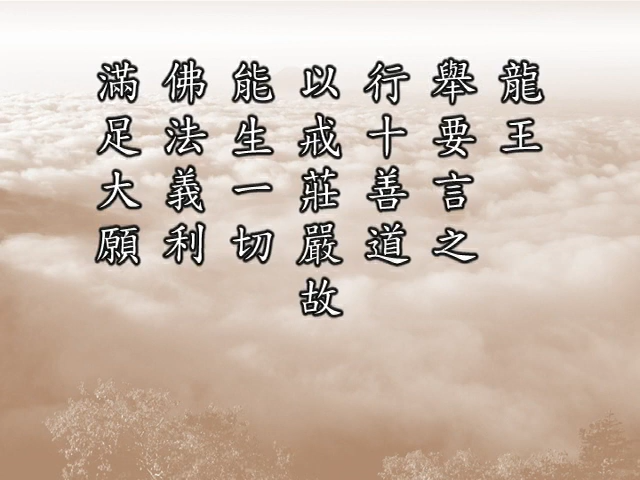 龍王
舉要言之
行十善道
以戒莊嚴故
能生一切
佛法義利
滿足大願